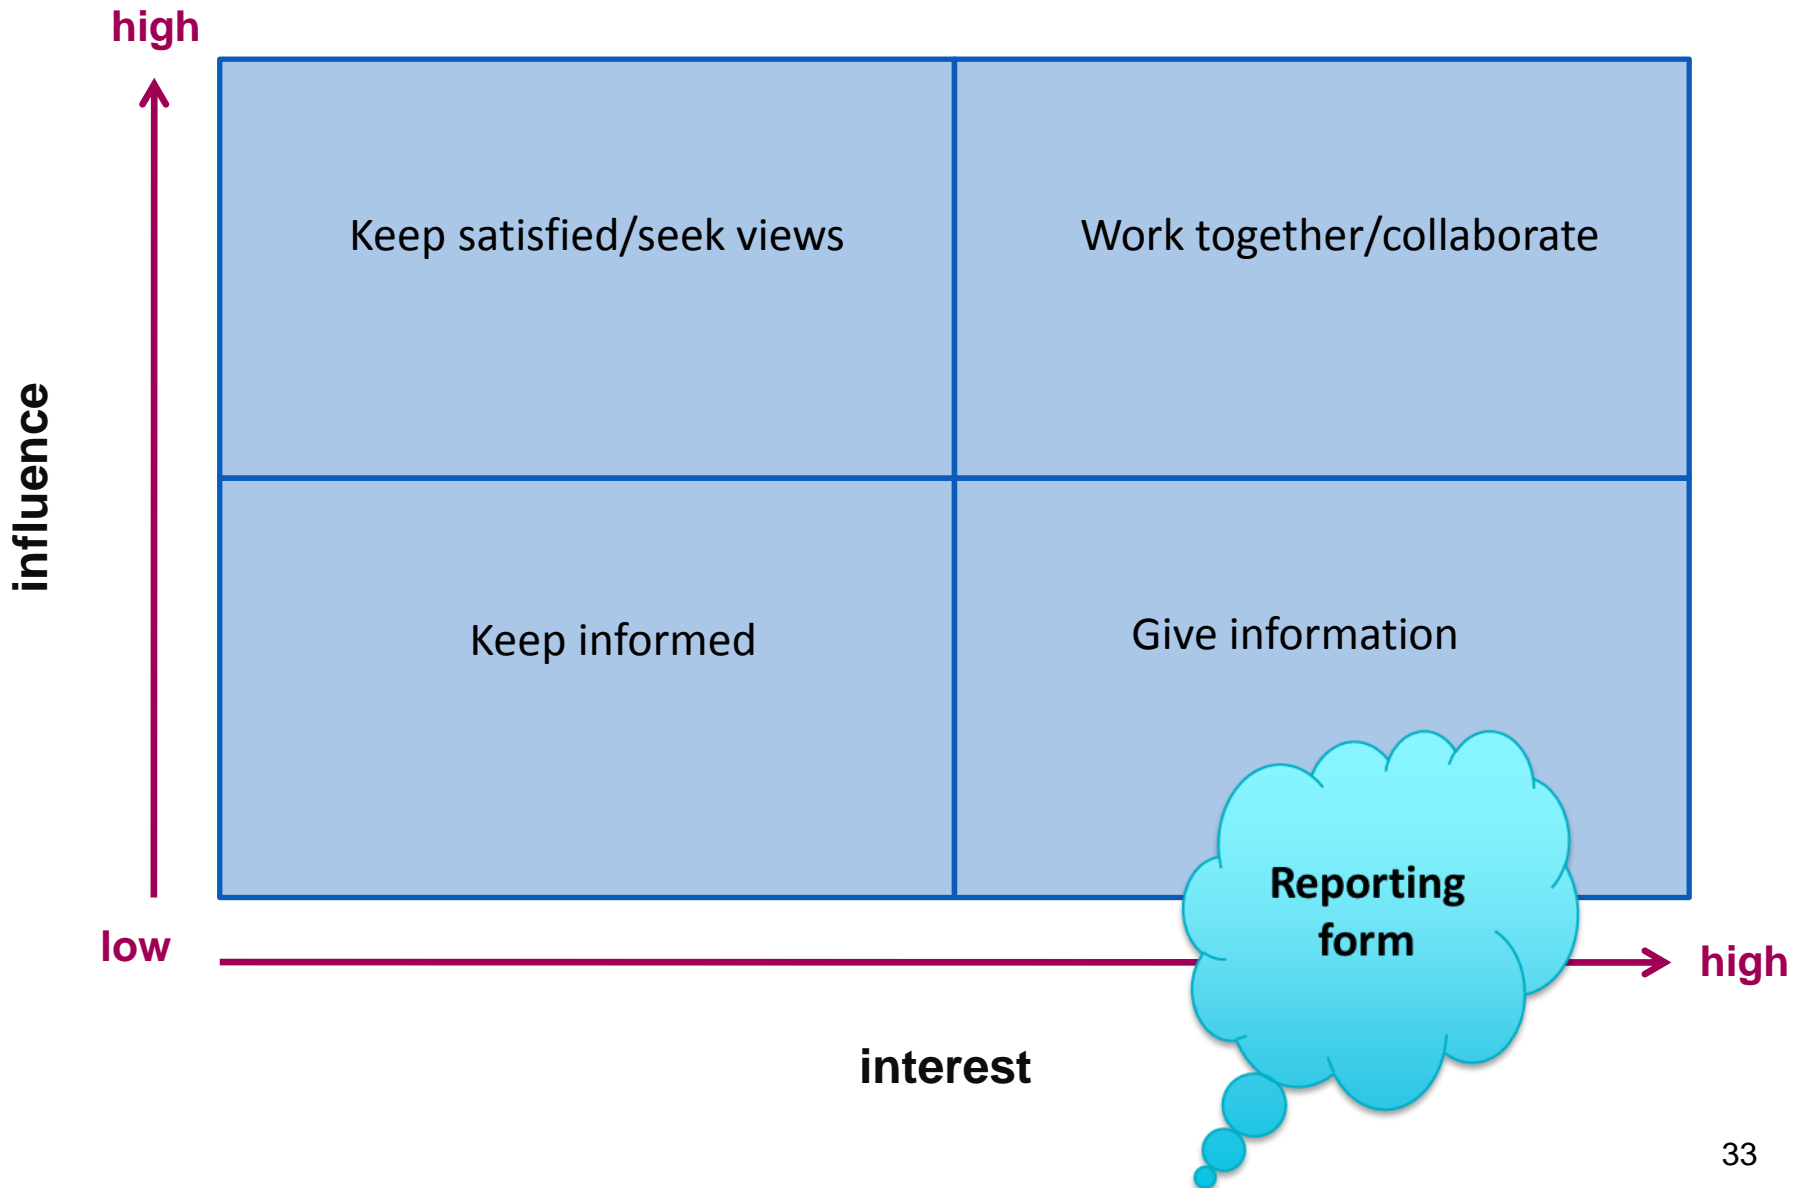 high
Keep satisfied/seek views
Work together/collaborate
influence
Keep informed
Give information
Reporting
form
low
high
interest
33